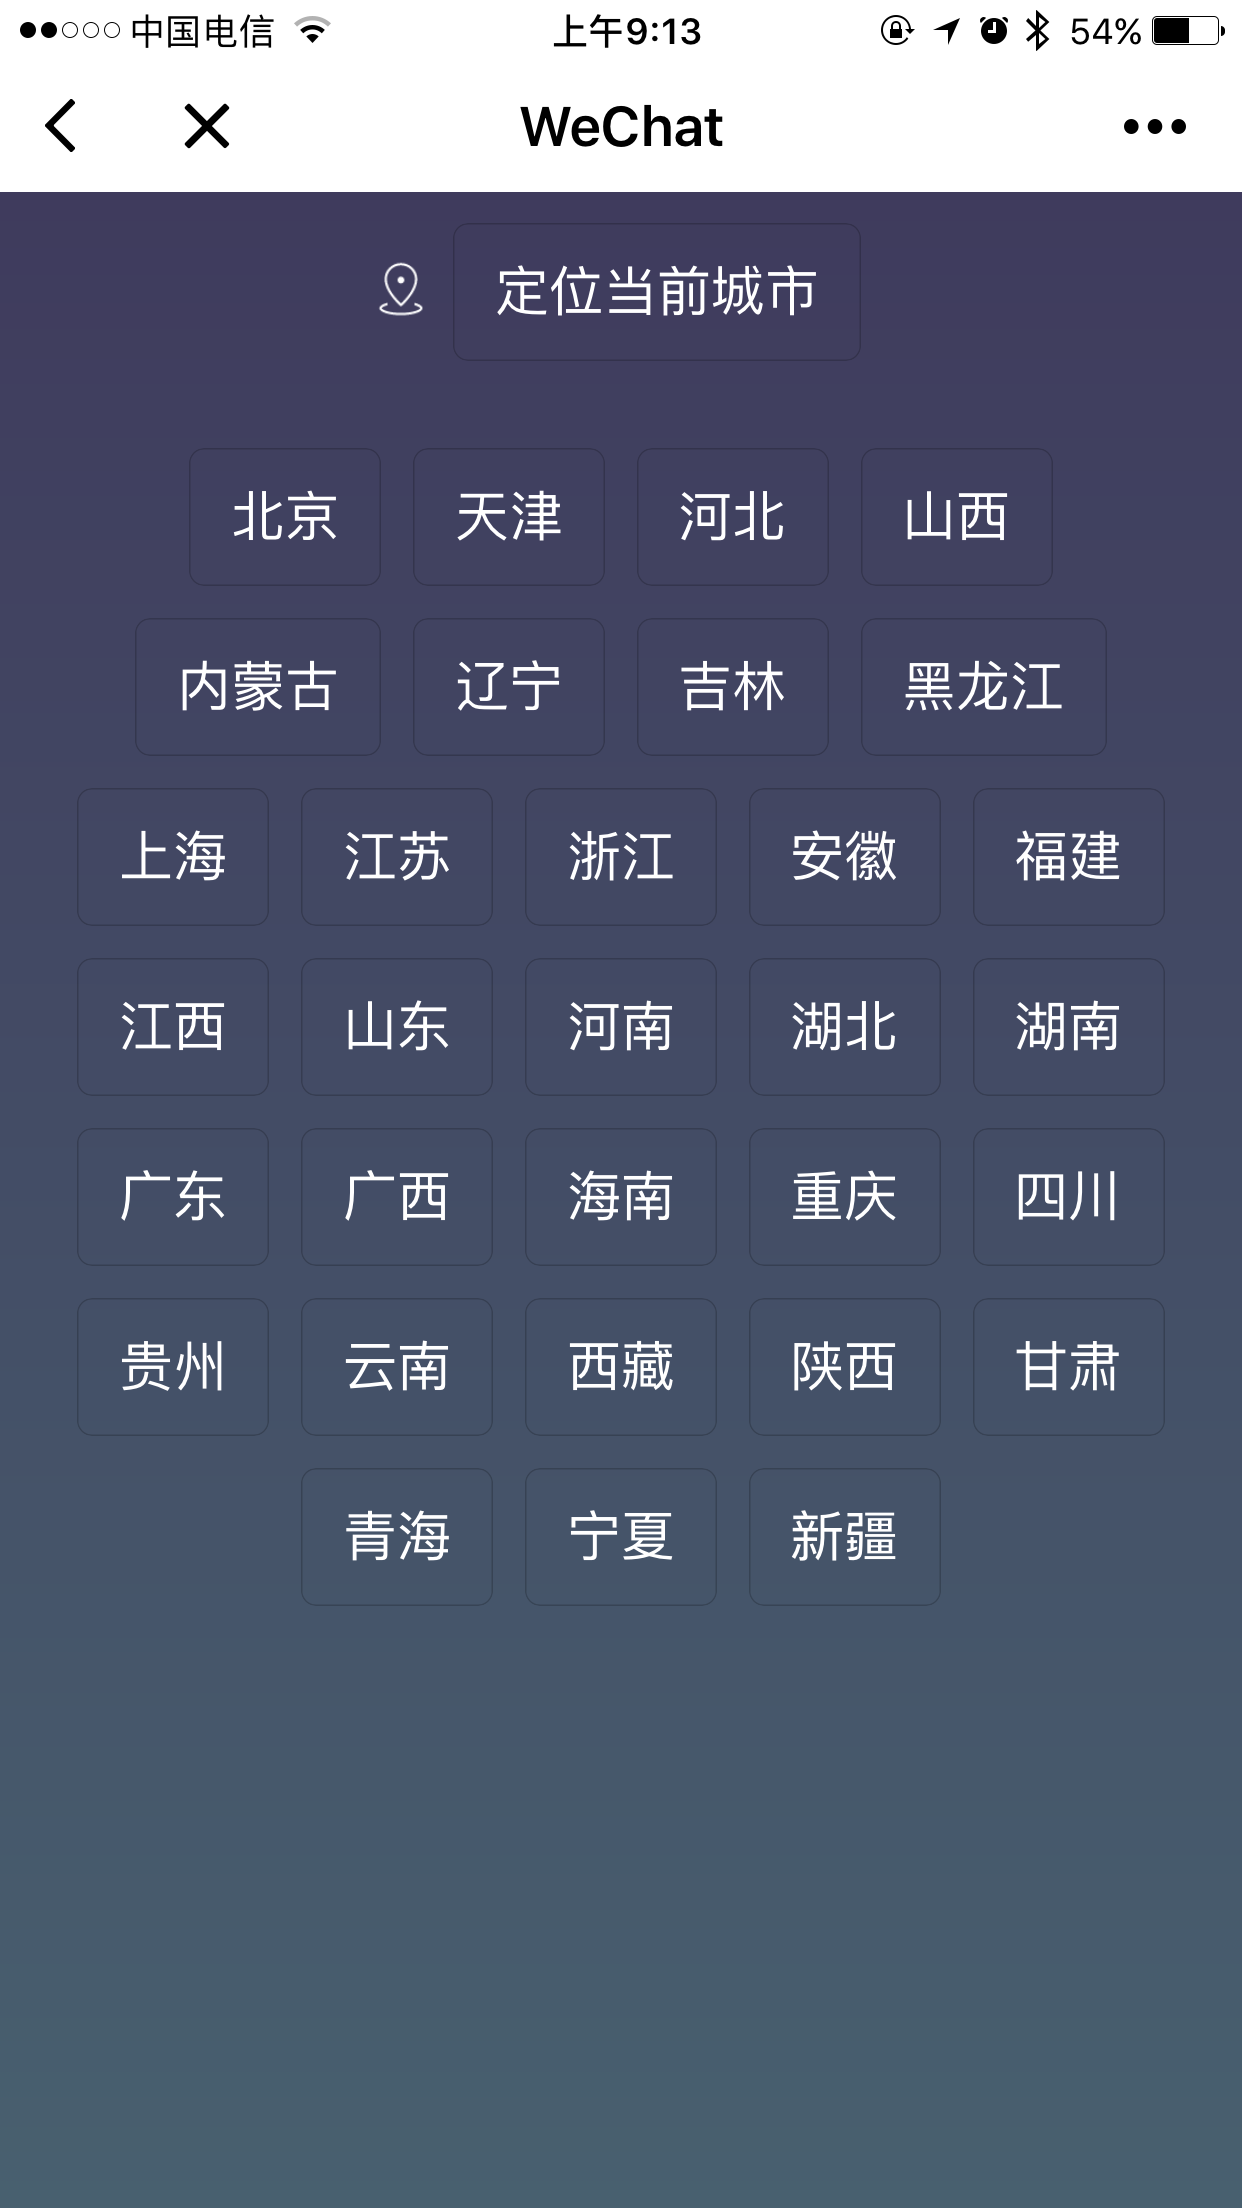 中国电信 上午9:13 54%
WeChat
定位当前城市
北京 天津 河北 山西
内蒙古 辽宁 吉林 黑龙江
上海 江苏 浙江 安徽 福建
江西 山东 河南 湖北 湖南
广东 广西 海南 重庆 四川
贵州 云南 西藏 陕西 甘肃
青海 宁夏 新疆